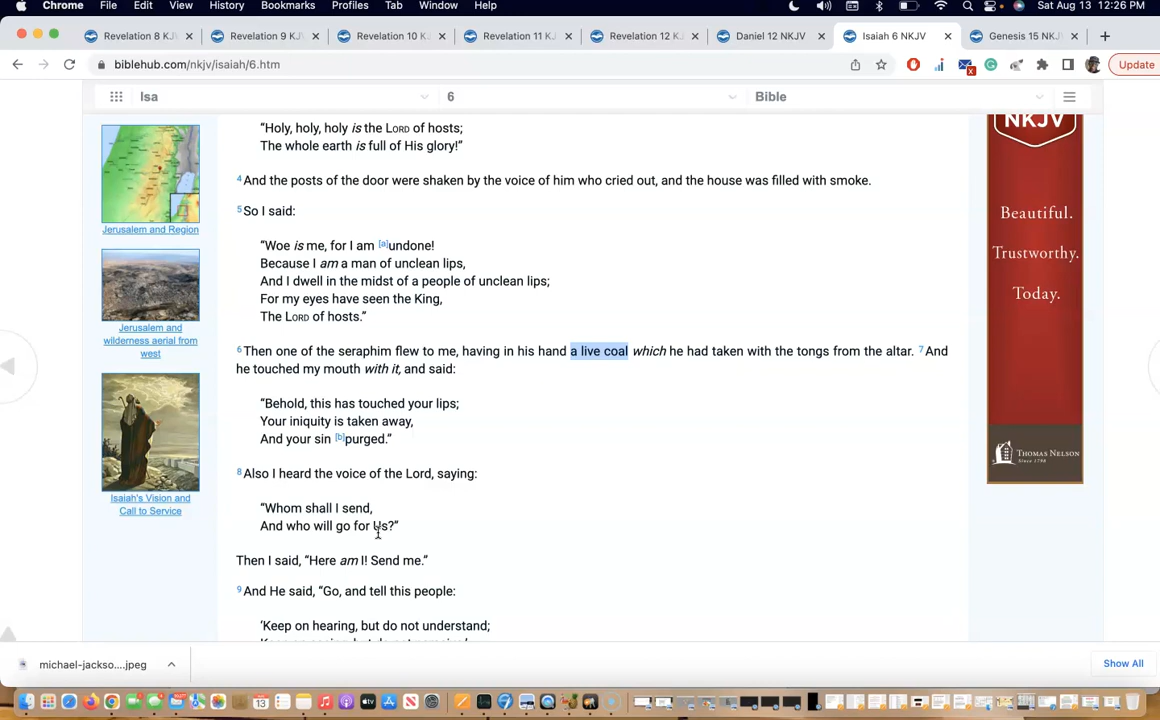 Chrome File Edit View History Bookmarks Profiles Tab Window Help Sat Aug 13 12:26 PM
Revelation 8 KJV Revelation 9 KJV Revelation 10 K Revelation 11 KJ Revelation 12 KJ Daniel 12 NKJV Isaiah 6 NKJV Genesis 15 NKJV
biblehub.com/nkjv/isaiah/6.htm Update
Isa 6 Bible
“Holy, holy, holy is the LORD of hosts;
The whole earth is full of His glory!”
4 And the posts of the door were shaken by the voice of him who cried out, and the house was filled with smoke.
5 So I said:
“Woe is me, for I am [a]undone!
Because I am a man of unclean lips,
And I dwell in the midst of a people of unclean lips;
For my eyes have seen the King,
The LORD of hosts.”
6 Then one of the seraphim flew to me, having in his hand a live coal which he had taken with the tongs from the altar. 7 And
he touched my mouth with it, and said:
“Behold, this has touched your lips;
Your iniquity is taken away,
And your sin [b]purged.”
8 Also I heard the voice of the Lord, saying:
“Whom shall I send,
And who will go for Us?”
Then I said, “Here am I! Send me.”
9 And He said, “Go, and tell this people:
‘Keep on hearing, but do not understand;
Jerusalem and Region
Jerusalem and
wilderness aerial from
west
Isaiah's Vision and
Call to Service
NKJV
Beautiful.
Trustworthy.
Today.
THOMAS NELSON
Since 1798
michael-jackso....jpeg Show All